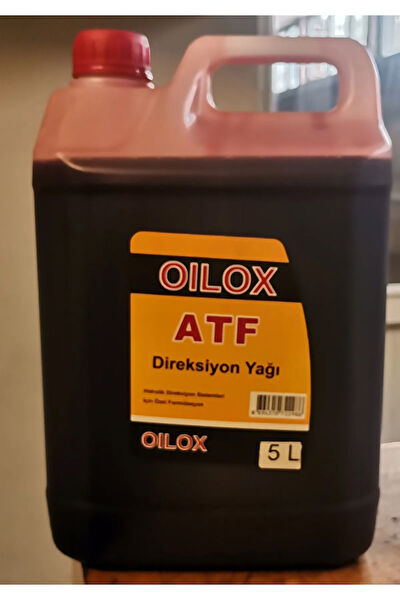 OILOX
ATF
Direksiyon Yağı
Hidrolik Direksiyon Sistemleri
İçin Özel Formülasyon
OILOX
5 L